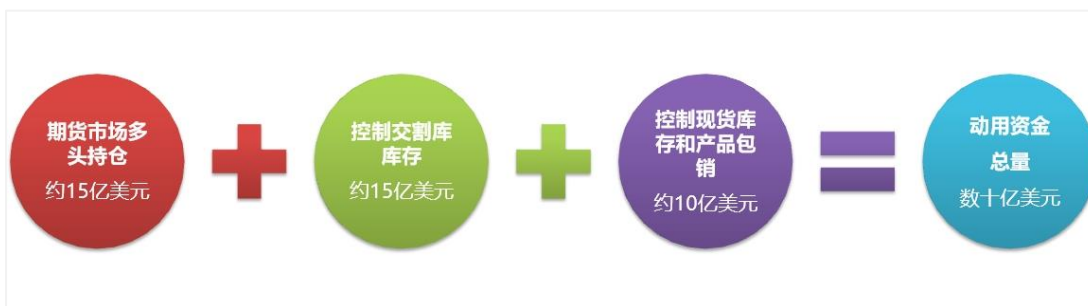 期货市场多
头持仓
约15亿美元
控制交割库
库存
约15亿美元
控制现货库
存和产品包
销
约10亿美元
动用资金
总量
数十亿美元